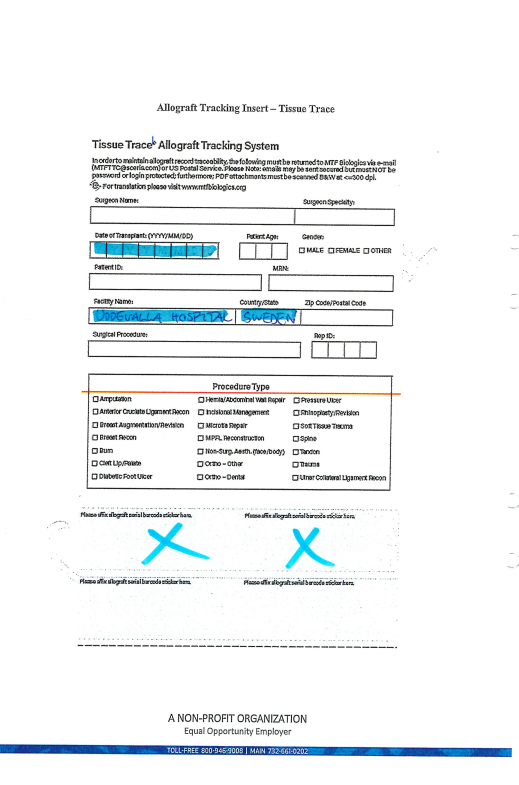 Allograft Tracking Insert – Tissue Trace
Tissue Trace® Allograft Tracking System
In order to maintain allograft record traceability, the following must be returned to MTF Biologics via e-mail
(MTFTTC@sceris.com) or US Postal Service. Please Note: emails may be sent secured but must NOT be
password or login protected; furthermore; PDF attachments must be scanned B&W at <=300 dpi.
For translation please visit www.mtfbiologics.org
Surgeon Name: Surgeon Specialty:
Date of Transplant: (YYYY/MM/DD) Patient Age: Gender:
MALE FEMALE OTHER
Patient ID: MRN:
Facility Name: Country/State Zip Code/Postal Code
UDDEVALLA HOSPITAL SWEDEN
Surgical Procedure: Rep ID:
Procedure Type
Amputation Hernia/Abdominal Wall Repair Pressure Ulcer
Anterior Cruciate Ligament Recon Incisional Management Rhinoplasty/Revision
Breast Augmentation/Revision Microtia Repair Soft Tissue Trauma
Breast Recon MPFL Reconstruction Spine
Burn Non-Surg. Aesth. (face/body) Tendon
Cleft Lip/Palate Ortho – Other Trauma
Diabetic Foot Ulcer Ortho – Dental Ulnar Collateral Ligament Recon
Please affix allograft serial barcode sticker here. Please affix allograft serial barcode sticker here.
X X
Please affix allograft serial barcode sticker here. Please affix allograft serial barcode sticker here.
A NON-PROFIT ORGANIZATION
Equal Opportunity Employer
TOLL-FREE 800-946-9008 | MAIN 732-661-0202